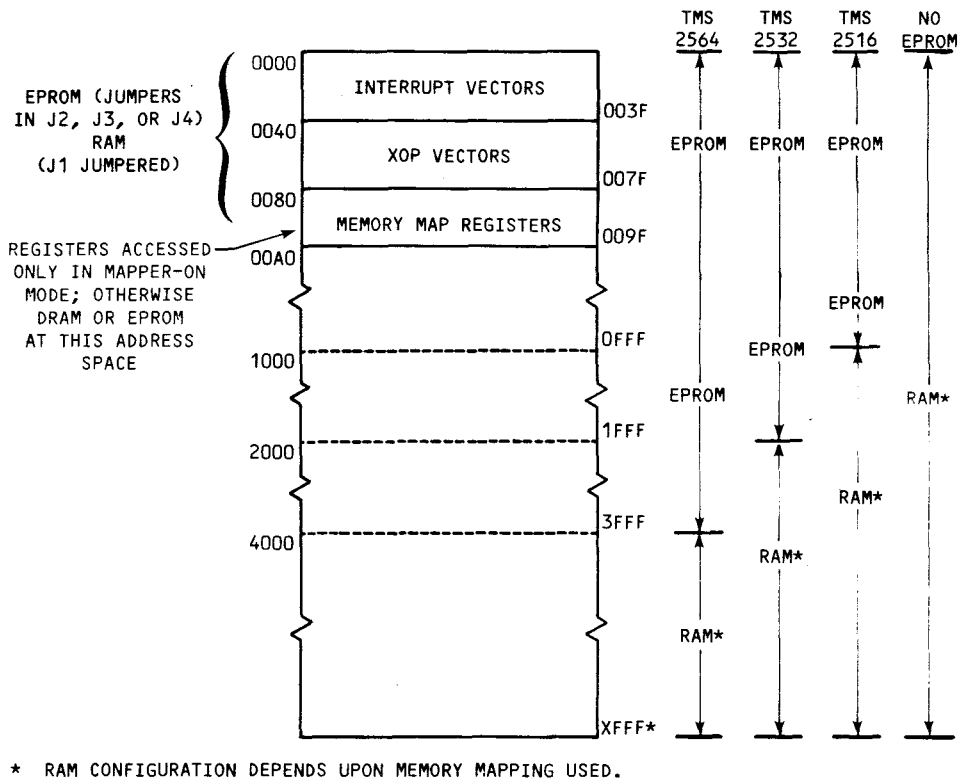 TMS TMS TMS NO
2564 2532 2516 EPROM
0000
INTERRUPT VECTORS
003F
EPROM (JUMPERS
IN J2, J3, OR J4)
RAM
(J1 JUMPERED)
0040
XOP VECTORS
007F
EPROM EPROM EPROM
0080
MEMORY MAP REGISTERS
009F
00A0
REGISTERS ACCESSED
ONLY IN MAPPER-ON
MODE; OTHERWISE
DRAM OR EPROM
AT THIS ADDRESS
SPACE
EPROM
0FFF
1000
EPROM
EPROM
RAM*
1FFF
2000
RAM*
3FFF
4000
RAM*
RAM*
XFFF*
* RAM CONFIGURATION DEPENDS UPON MEMORY MAPPING USED.